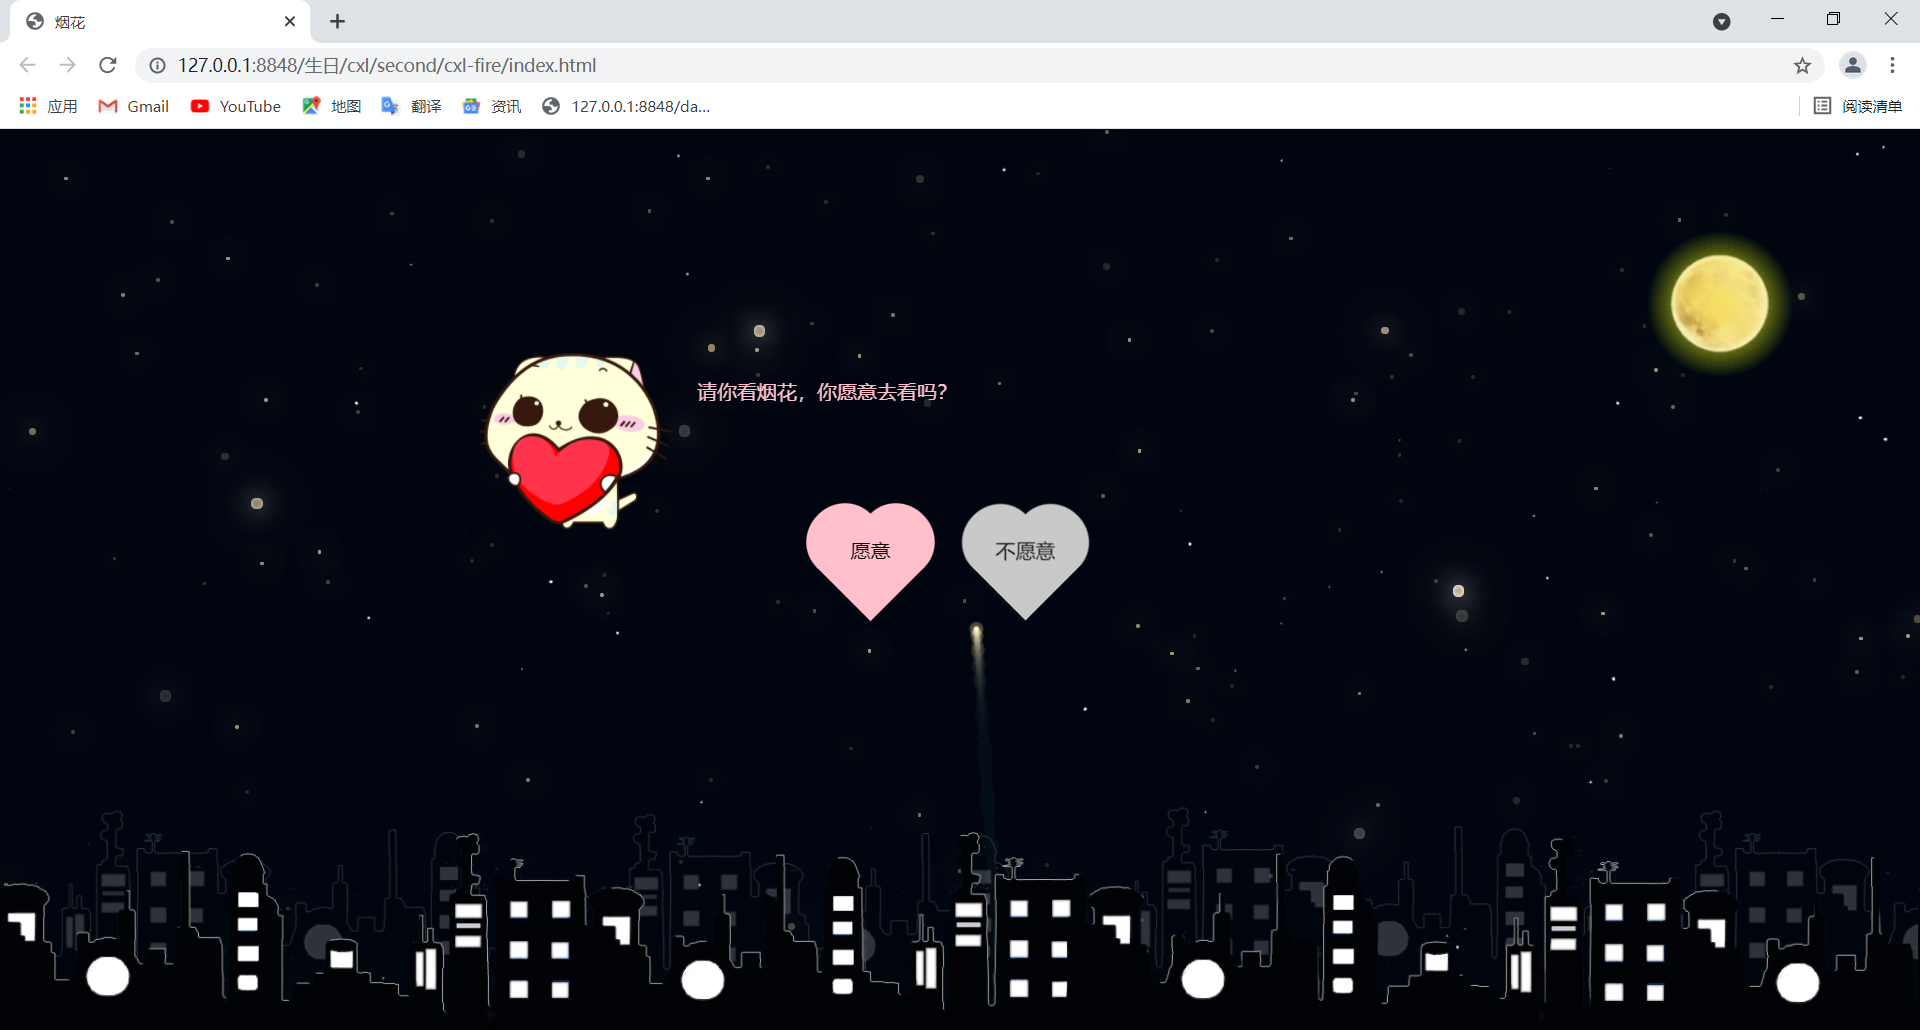 烟花
127.0.0.1:8848/生日/cxl/second/cxl-fire/index.html
应用 Gmail YouTube 地图 翻译 资讯 127.0.0.1:8848/da... 阅读清单
请你看烟花，你愿意去看吗？
愿意 不愿意